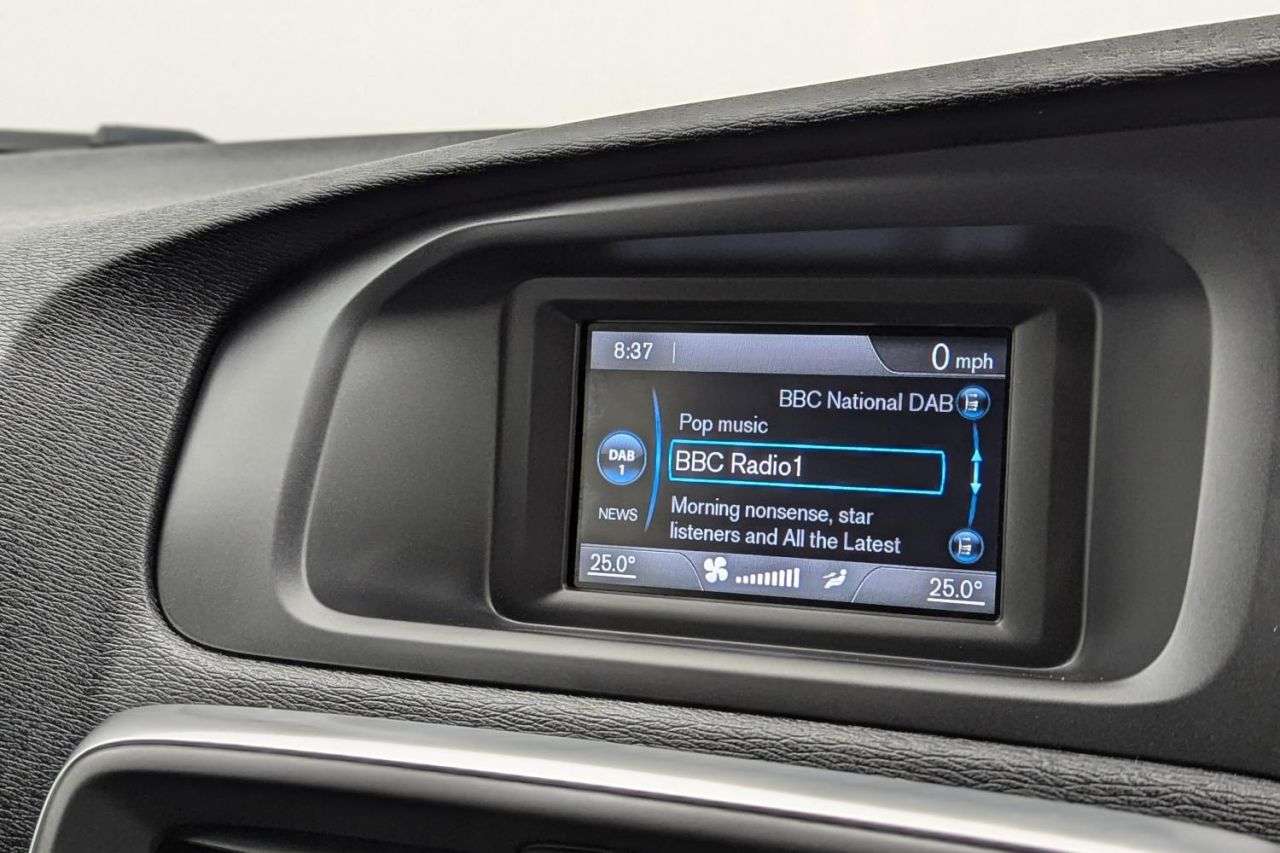 8:37
0 mph
BBC National DAB
Pop music
DAB
1
BBC Radio1
NEWS
Morning nonsense, star
listeners and All the Latest
25.0°
25.0°